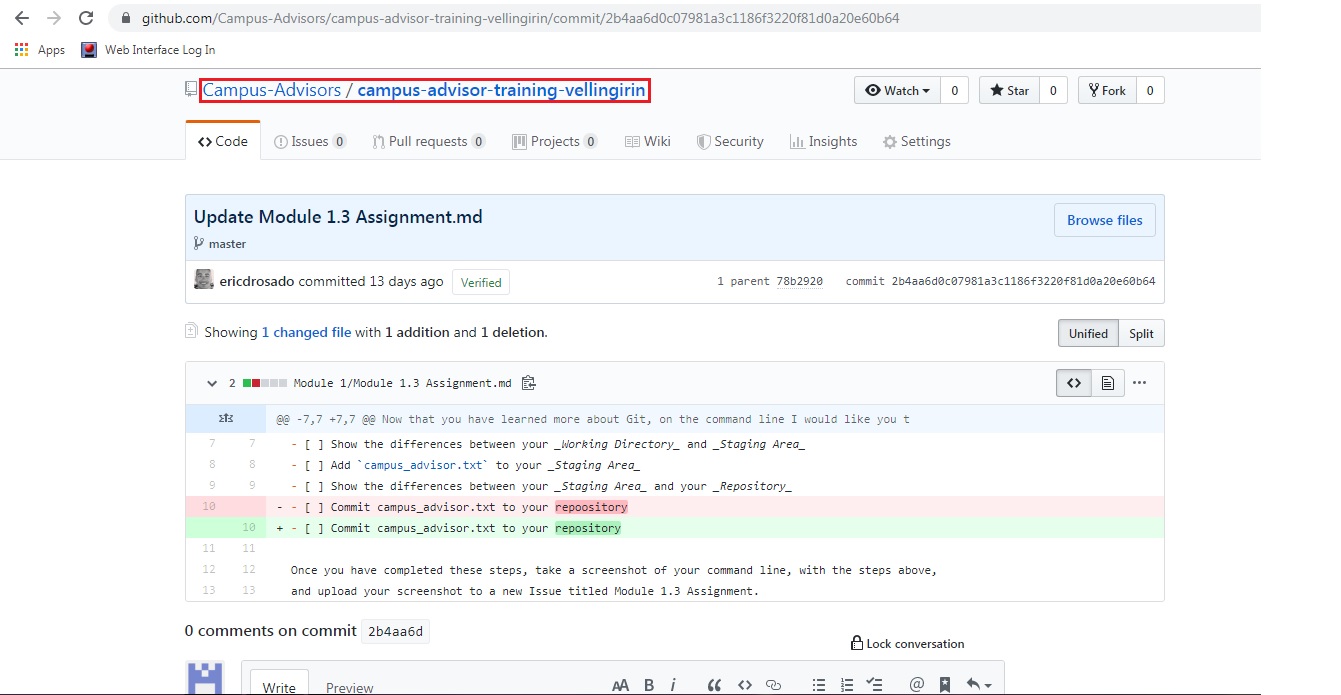 github.com/Campus-Advisors/campus-advisor-training-vellingirin/commit/2b4aa6d0c07981a3c1186f3220f81d0a20e60b64
Apps Web Interface Log In
Campus-Advisors / campus-advisor-training-vellingirin Watch 0 Star 0 Fork 0
Code Issues 0 Pull requests 0 Projects 0 Wiki Security Insights Settings
Update Module 1.3 Assignment.md Browse files
master
ericdrosado committed 13 days ago Verified 1 parent 78b2920 commit 2b4aa6d0c07981a3c1186f3220f81d0a20e60b64
Showing 1 changed file with 1 addition and 1 deletion. Unified Split
2 Module 1/Module 1.3 Assignment.md
@@ -7,7 +7,7 @@ Now that you have learned more about Git, on the command line I would like you t
7 7 - [ ] Show the differences between your _Working Directory_ and _Staging Area_
8 8 - [ ] Add `campus_advisor.txt` to your _Staging Area_
9 9 - [ ] Show the differences between your _Staging Area_ and your _Repository_
10 - - [ ] Commit campus_advisor.txt to your repoository
10 + - [ ] Commit campus_advisor.txt to your repository
11 11
12 12 Once you have completed these steps, take a screenshot of your command line, with the steps above,
13 13 and upload your screenshot to a new Issue titled Module 1.3 Assignment.
0 comments on commit 2b4aa6d
Lock conversation
Write Preview AA B i @